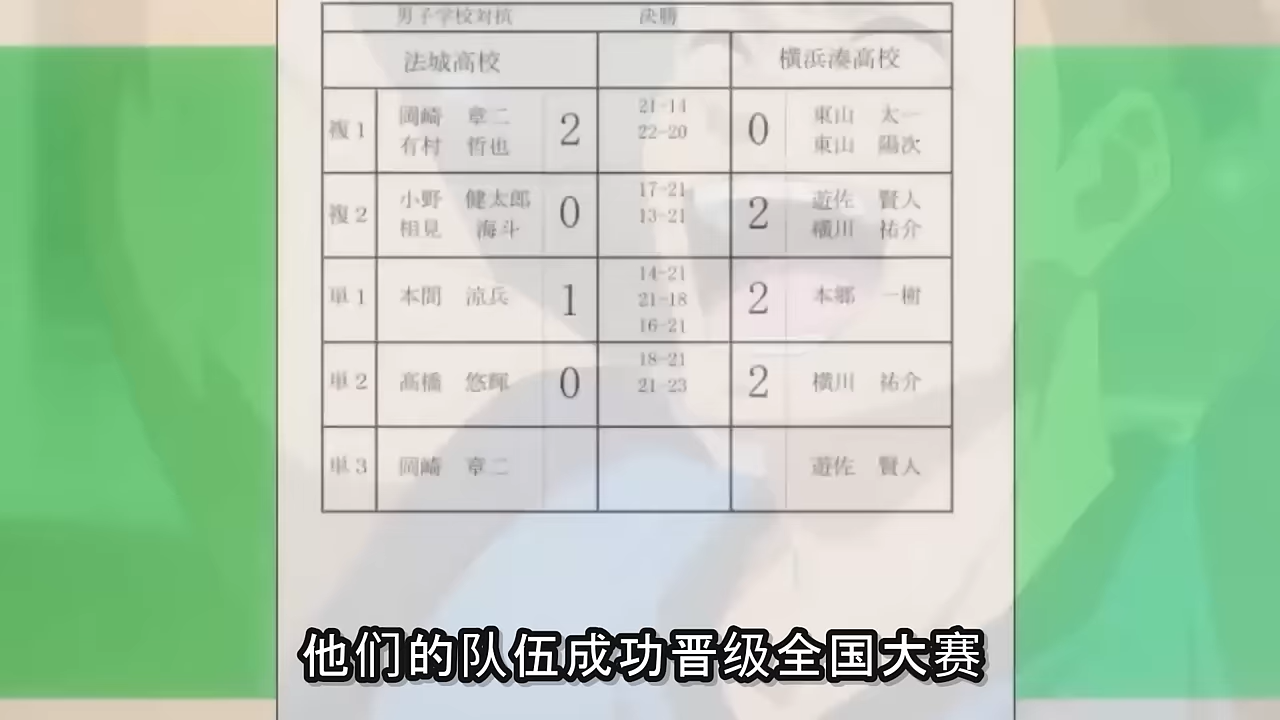 男子学校対抗 決勝
法城高校 横浜湊高校
複1 岡崎 章二 有村 哲也 2 21-14 22-20 0 東山 太一 東山 陽次
複2 小野 健太郎 相見 海斗 0 17-21 13-21 2 遊佐 賢人 横川 祐介
単1 本間 涼兵 1 14-21 21-18 16-21 2 本郷 一樹
単2 高橋 悠輝 0 18-21 21-23 2 横川 祐介
単3 岡崎 章二 遊佐 賢人
他们的队伍成功晋级全国大赛